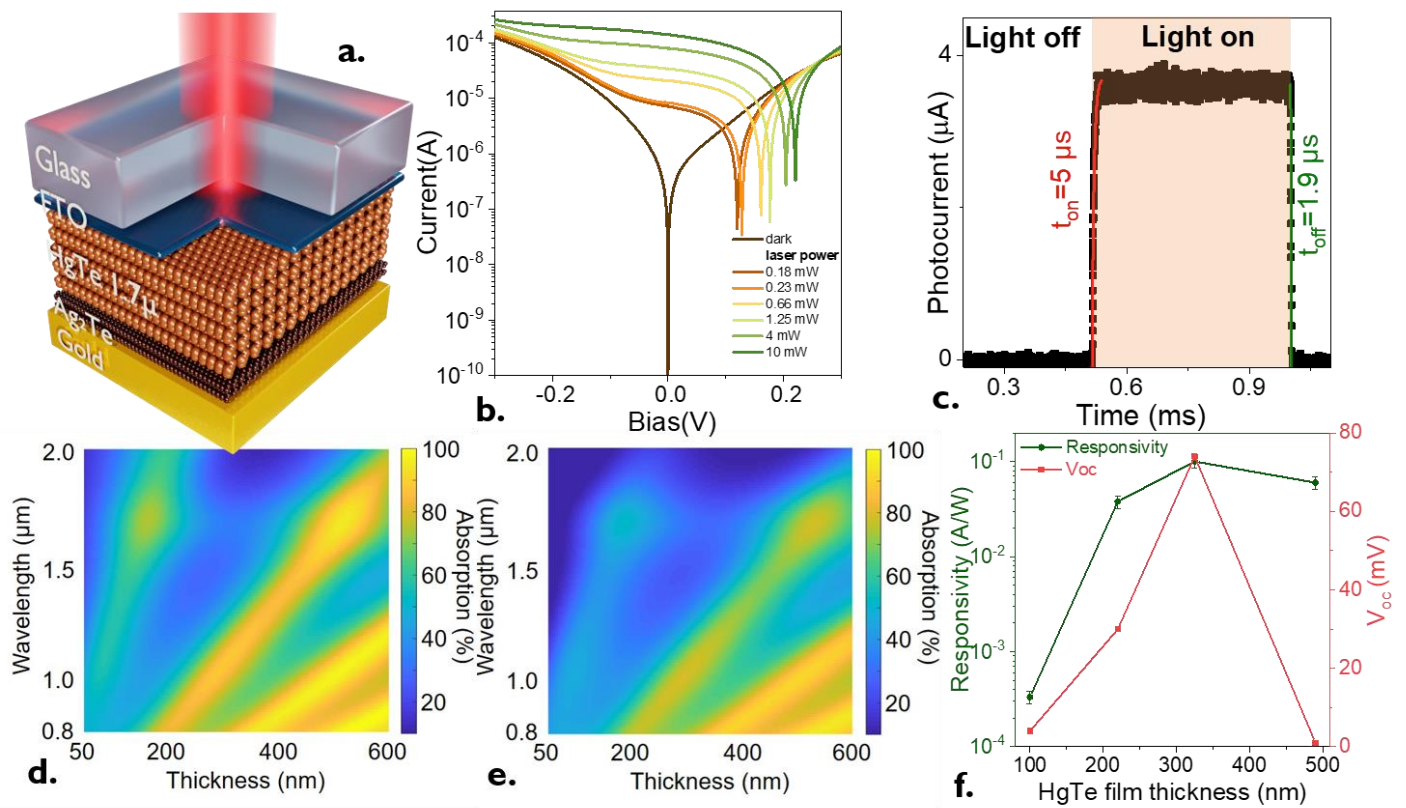 a.
Glass
FTO
HgTe 1.7µ
Ag₂Te
Gold
Current(A)
10⁻⁴
10⁻⁵
10⁻⁶
10⁻⁷
10⁻⁸
10⁻⁹
10⁻¹⁰
dark
laser power
0.18 mW
0.23 mW
0.66 mW
1.25 mW
4 mW
10 mW
-0.2 0.0 0.2
b. Bias(V)
Light off Light on
Photocurrent (µA)
4
0
t_on=5 µs
t_off=1.9 µs
0.3 0.6 0.9
c. Time (ms)
Wavelength (µm)
2.0
1.5
1.0
0.8
50 200 400 600
d. Thickness (nm)
100
80
60
40
20
Absorption (%)
Wavelength (µm)
2.0
1.5
1.0
0.8
50 200 400 600
e. Thickness (nm)
100
80
60
40
20
Absorption (%)
Responsivity
Voc
Responsivity (A/W)
10⁻¹
10⁻²
10⁻³
10⁻⁴
80
60
40
20
0
V_oc (mV)
100 200 300 400 500
f. HgTe film thickness (nm)